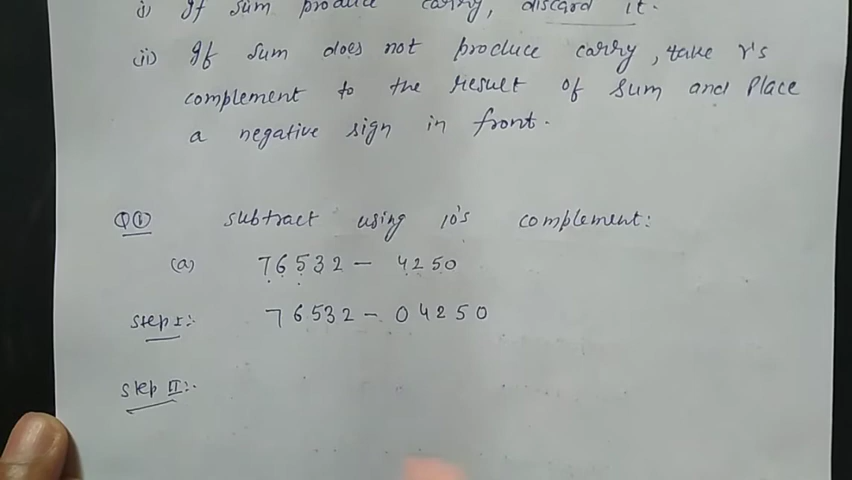 i) If sum produce carry, discard it.
ii) If sum does not produce carry, take r's
complement to the result of sum and Place
a negative sign in front.
Q① subtract using 10's complement:
(a) 76532 - 4250
Step I:- 76532 - 04250
Step II:-